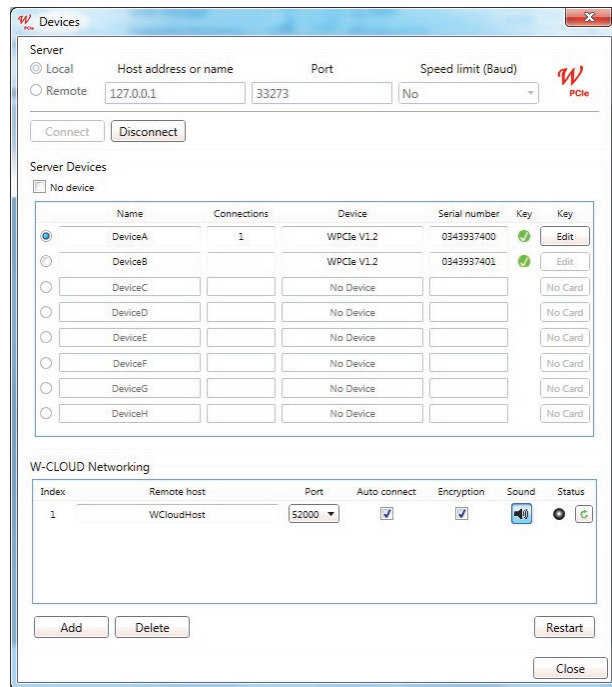 W PCIe Devices
Server
Local Host address or name Port Speed limit (Baud)
Remote 127.0.0.1 33273 No
W PCIe
Connect Disconnect
Server Devices
No device
Name Connections Device Serial number Key Key
DeviceA 1 WPCIe V1.2 0343937400 Edit
DeviceB WPCIe V1.2 0343937401 Edit
DeviceC No Device No Card
DeviceD No Device No Card
DeviceE No Device No Card
DeviceF No Device No Card
DeviceG No Device No Card
DeviceH No Device No Card
W-CLOUD Networking
Index Remote host Port Auto connect Encryption Sound Status
1 WCloudHost 52000
Add Delete Restart
Close